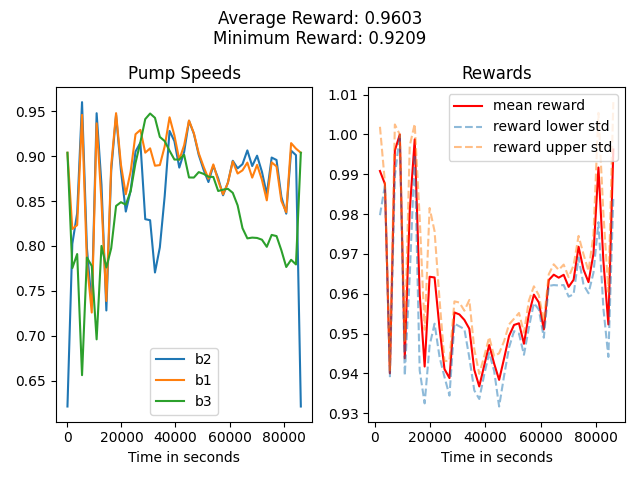 Average Reward: 0.9603
Minimum Reward: 0.9209
Pump Speeds
0.95
0.90
0.85
0.80
0.75
0.70
0.65
b2
b1
b3
0 20000 40000 60000 80000
Time in seconds
Rewards
1.01
1.00
0.99
0.98
0.97
0.96
0.95
0.94
0.93
mean reward
reward lower std
reward upper std
0 20000 40000 60000 80000
Time in seconds